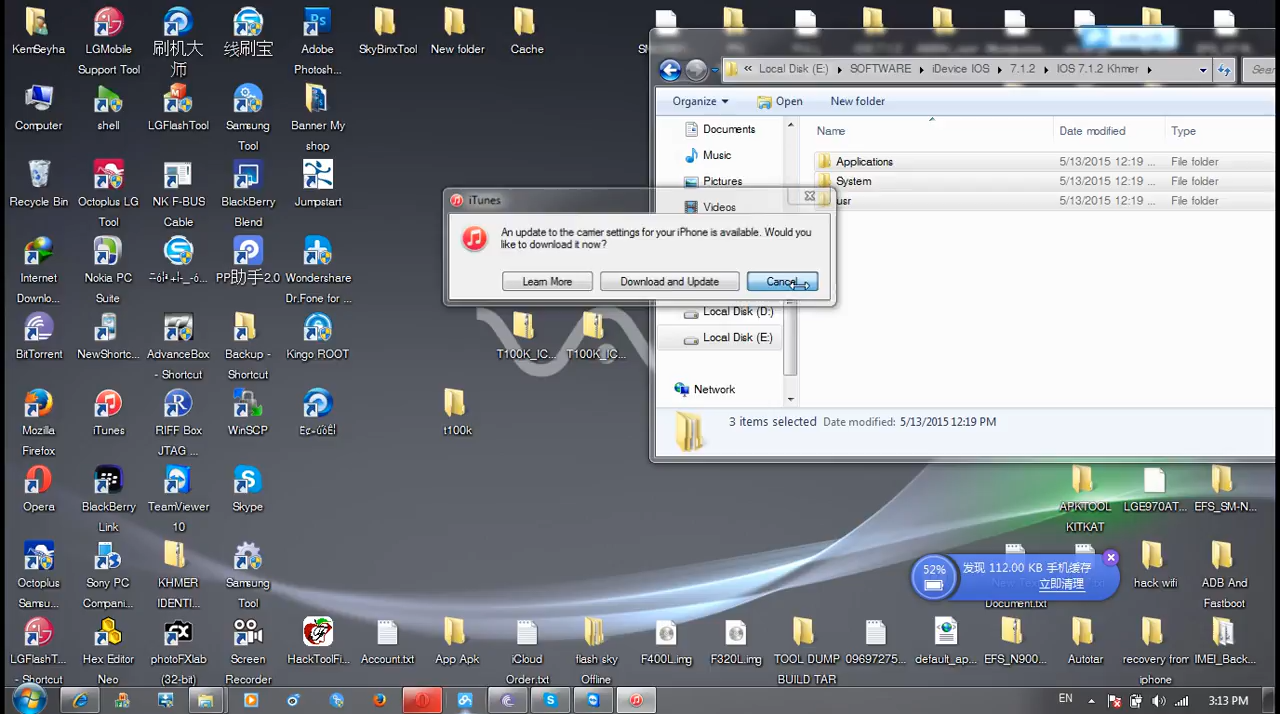 KemSeyha
LGMobile
Support Tool
刷机大
师
线刷宝
Adobe
Photosh...
SkyBinxTool
New folder
Cache
Computer
shell
LGFlashTool
Samsung
Tool
Banner My
shop
Recycle Bin
Octoplus LG
Tool
NK F-BUS
Cable
BlackBerry
Blend
Jumpstart
Internet
Downlo...
Nokia PC
Suite
PP助手2.0
Wondershare
Dr.Fone for ...
BitTorrent
NewShortc...
AdvanceBox
- Shortcut
Backup -
Shortcut
Kingo ROOT
T100K_IC...
T100K_IC...
Mozilla
Firefox
iTunes
RIFF Box
JTAG ...
WinSCP
t100k
Opera
BlackBerry
Link
TeamViewer
10
Skype
Octoplus
Samsu...
Sony PC
Compani...
KHMER
IDENTI...
Samsung
Tool
LGFlashT...
- Shortcut
Hex Editor
Neo
photoFXlab
(32-bit)
Screen
Recorder
HackToolFi...
Account.txt
App Apk
iCloud
Order.txt
flash sky
Offline
F400L.img
F320L.img
TOOL DUMP
BUILD TAR
09697275...
default_ap...
EFS_N900...
Autotar
recovery from
iphone
IMEI_Back...
APKTOOL
KITKAT
LGE970AT...
EFS_SM-N...
Document.txt
hack wifi
ADB And
Fastboot
« Local Disk (E:) SOFTWARE iDevice IOS 7.1.2 IOS 7.1.2 Khmer
Sear
Organize
Open
New folder
Documents
Music
Pictures
Videos
Local Disk (D:)
Local Disk (E:)
Network
Name Date modified Type
Applications 5/13/2015 12:19 ... File folder
System 5/13/2015 12:19 ... File folder
usr 5/13/2015 12:19 ... File folder
3 items selected Date modified: 5/13/2015 12:19 PM
iTunes
An update to the carrier settings for your iPhone is available. Would you
like to download it now?
Learn More
Download and Update
Cancel
52%
发现 112.00 KB 手机缓存
立即清理
EN
3:13 PM